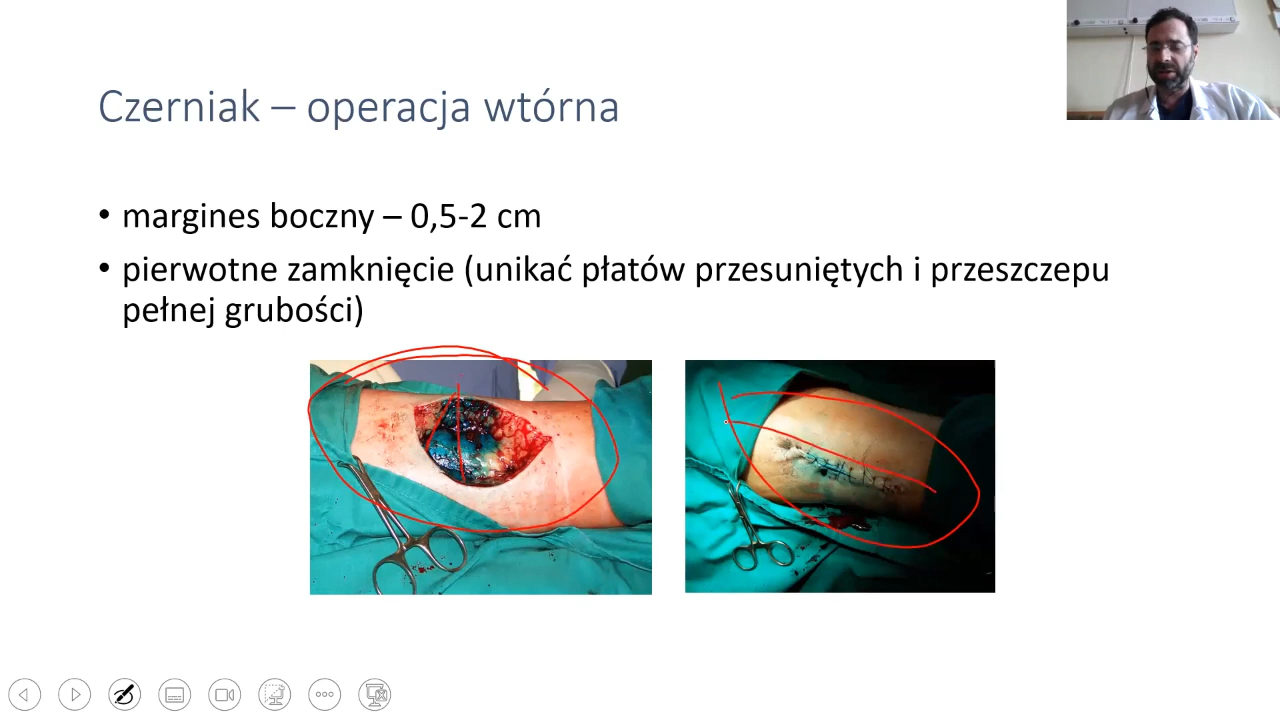 Czerniak – operacja wtórna
• margines boczny – 0,5-2 cm
• pierwotne zamknięcie (unikać płatów przesuniętych i przeszczepu
pełnej grubości)